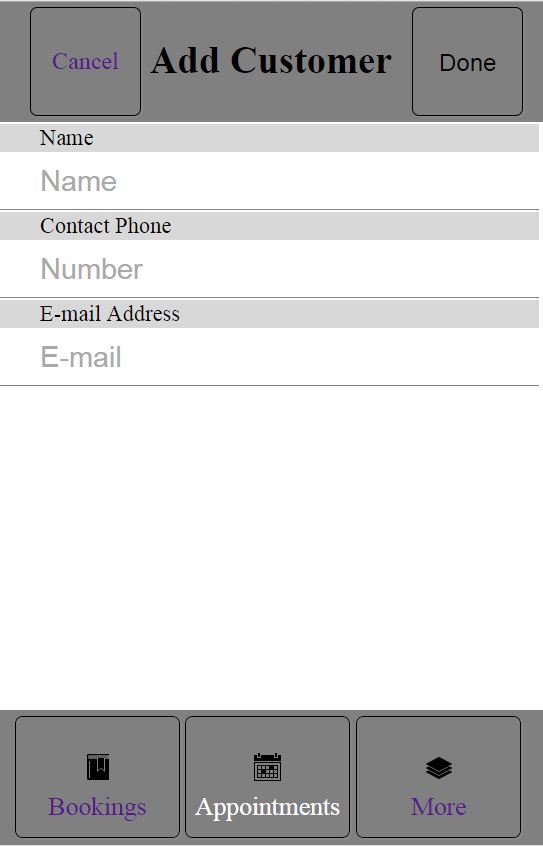 Cancel Add Customer Done
Name
Name
Contact Phone
Number
E-mail Address
E-mail
Bookings Appointments More